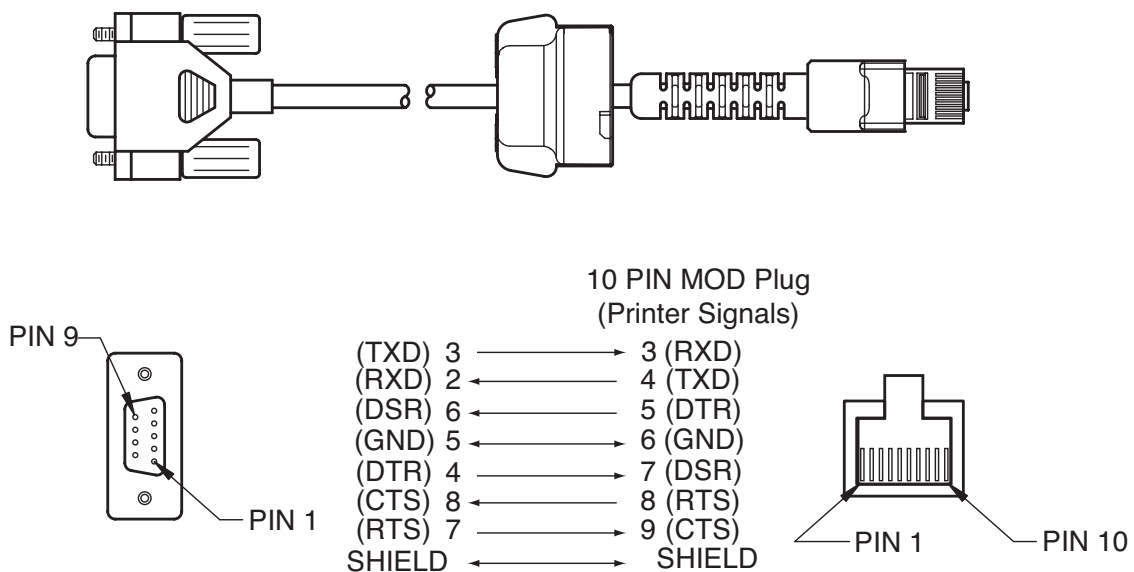 10 PIN MOD Plug
(Printer Signals)
PIN 9
(TXD) 3 3 (RXD)
(RXD) 2 4 (TXD)
(DSR) 6 5 (DTR)
(GND) 5 6 (GND)
(DTR) 4 7 (DSR)
(CTS) 8 8 (RTS)
(RTS) 7 9 (CTS)
SHIELD SHIELD
PIN 1
PIN 1
PIN 10